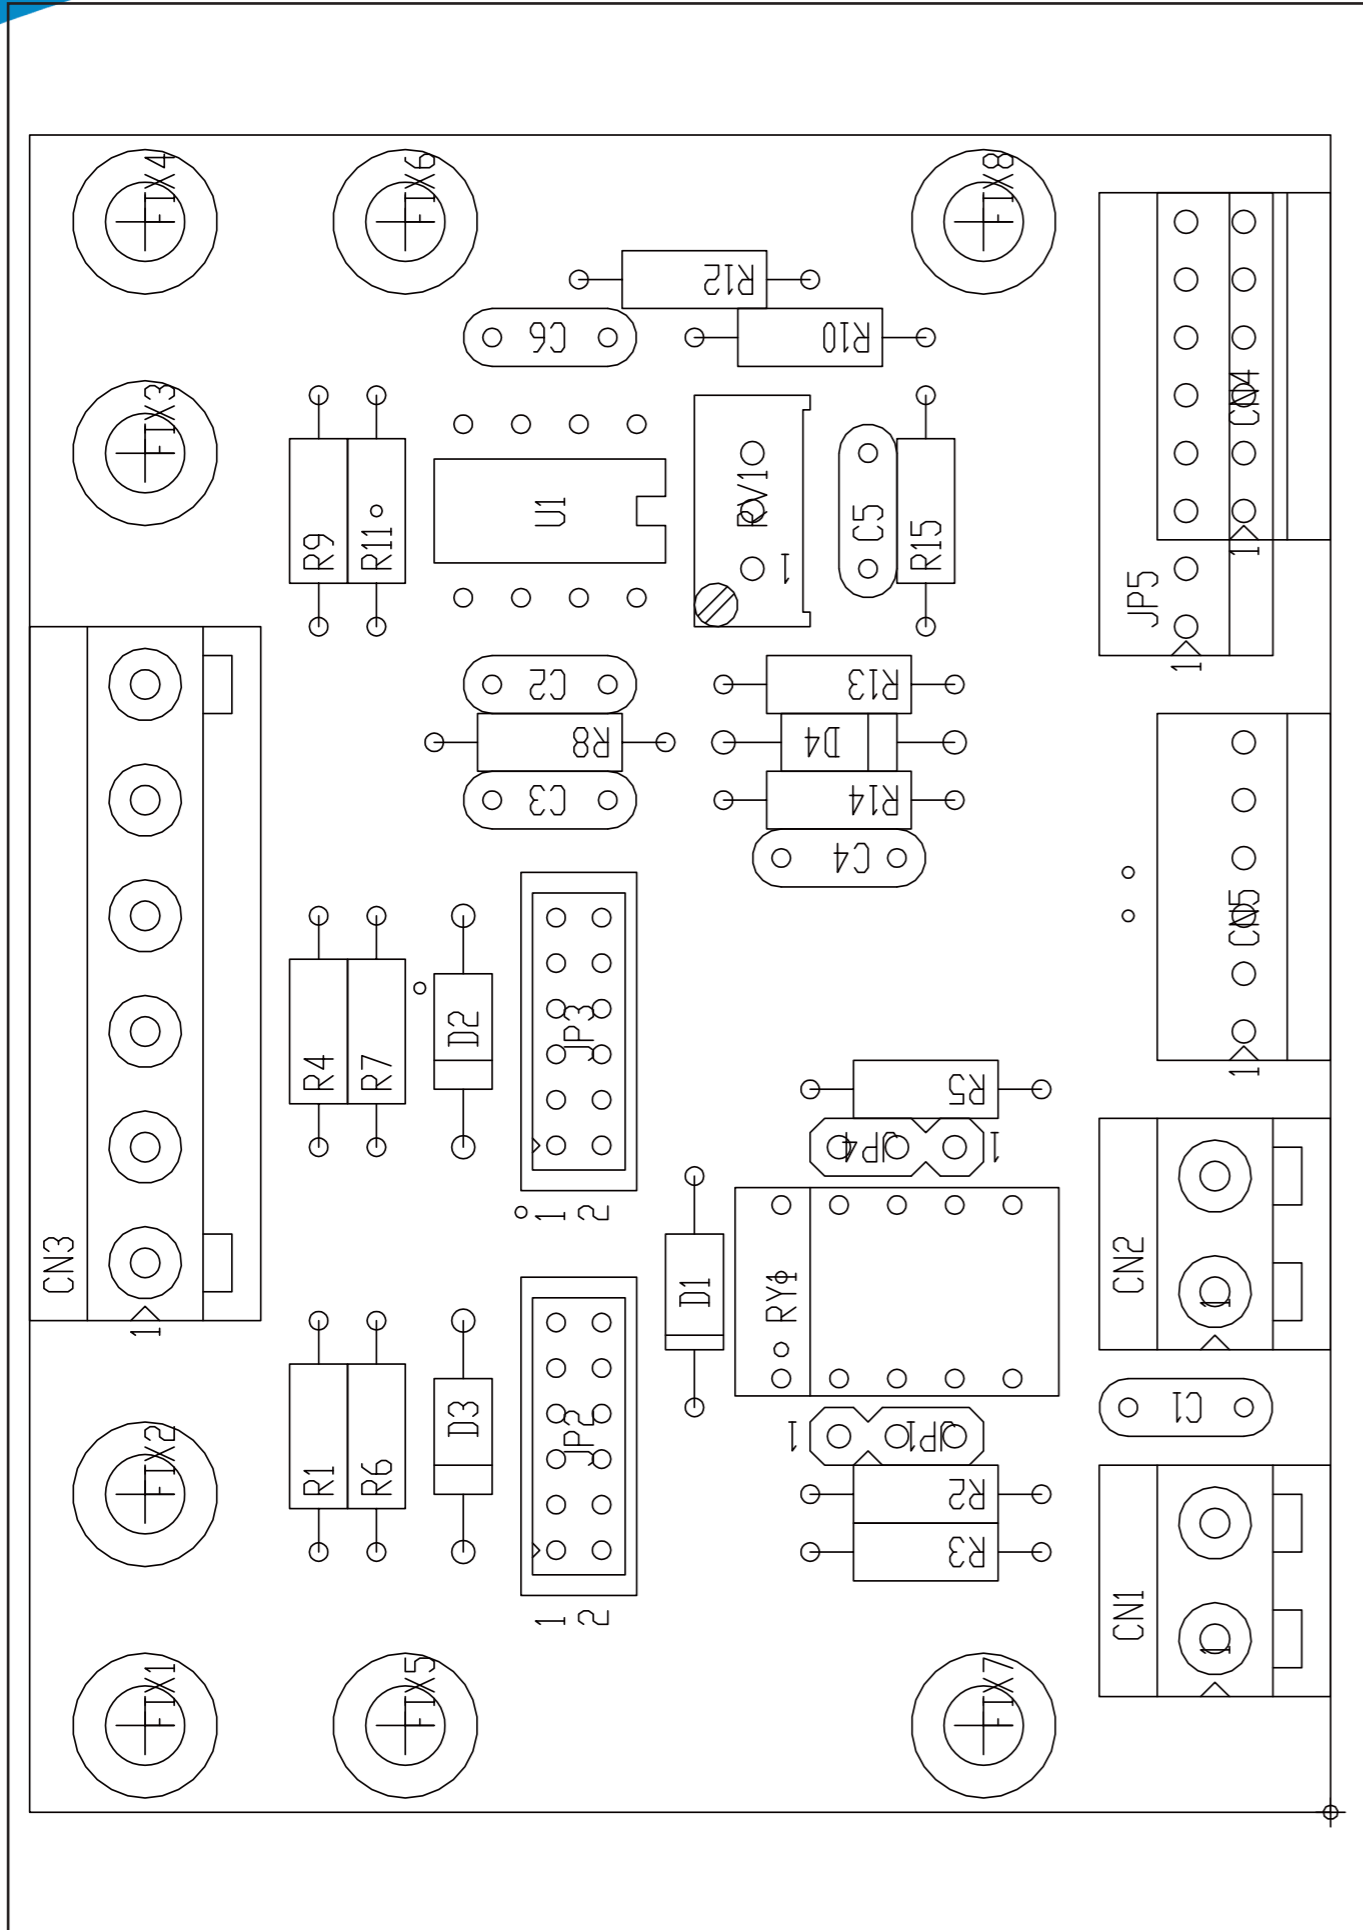 FIX4
FIX6
FIX8
R12
C6
R10
FIX3
CN4
R9
R11
U1
RV1
1
C5
R15
1
JP5
1
C2
R13
R8
D4
C3
R14
C4
CN5
1
R4
R7
D2
JP3
R5
JP4
1
1
2
CN3
1
D1
RY1
CN2
1
C1
FIX2
R1
R6
D3
JP2
1
JP1
R2
R3
1
2
CN1
1
FIX1
FIX5
FIX7